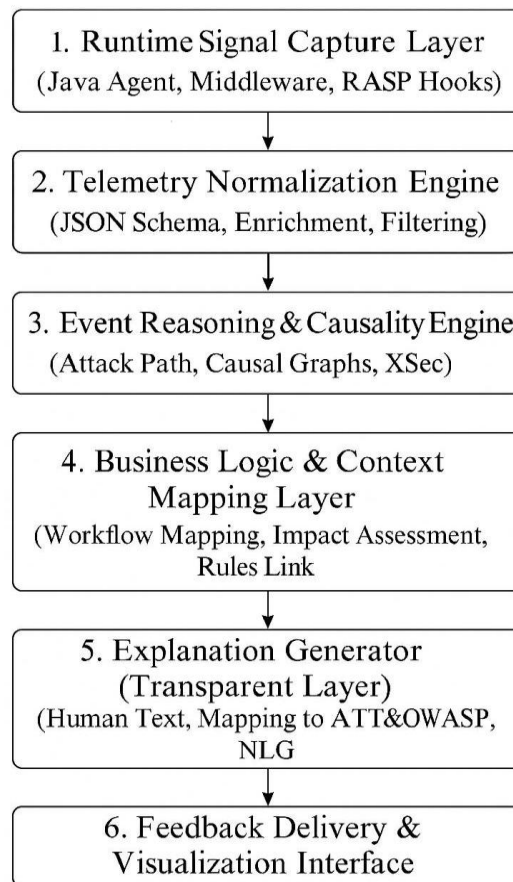 1. Runtime Signal Capture Layer
(Java Agent, Middleware, RASP Hooks)
2. Telemetry Normalization Engine
(JSON Schema, Enrichment, Filtering)
3. Event Reasoning & Causality Engine
(Attack Path, Causal Graphs, XSec)
4. Business Logic & Context
Mapping Layer
(Workflow Mapping, Impact Assessment,
Rules Link
5. Explanation Generator
(Transparent Layer)
(Human Text, Mapping to ATT&OWASP,
NLG
6. Feedback Delivery &
Visualization Interface